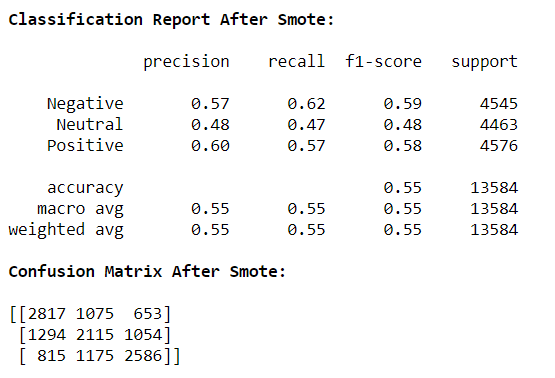 Classification Report After Smote:
precision recall f1-score support
Negative 0.57 0.62 0.59 4545
Neutral 0.48 0.47 0.48 4463
Positive 0.60 0.57 0.58 4576
accuracy 0.55 13584
macro avg 0.55 0.55 0.55 13584
weighted avg 0.55 0.55 0.55 13584
Confusion Matrix After Smote:
[[2817 1075 653]
[1294 2115 1054]
[ 815 1175 2586]]